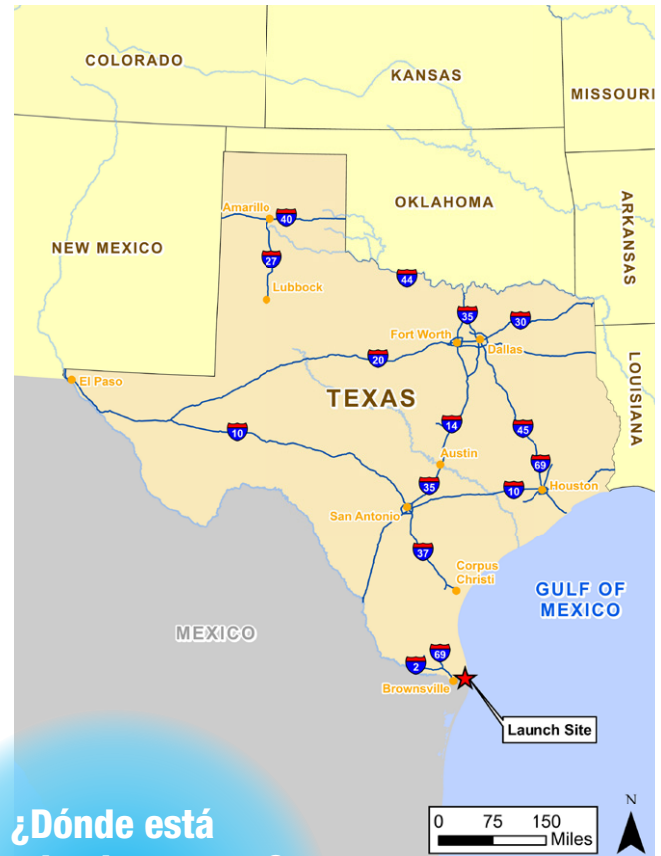 COLORADO
KANSAS
MISSOURI
Amarillo
40
OKLAHOMA
ARKANSAS
NEW MEXICO
27
44
Lubbock
35
30
Fort Worth
Dallas
20
El Paso
LOUISIANA
TEXAS
10
14
45
Austin
69
35
10
Houston
San Antonio
37
Corpus
Christi
GULF OF
MEXICO
MEXICO
69
2
Brownsville
Launch Site
¿Dónde está
N
0 75 150
Miles